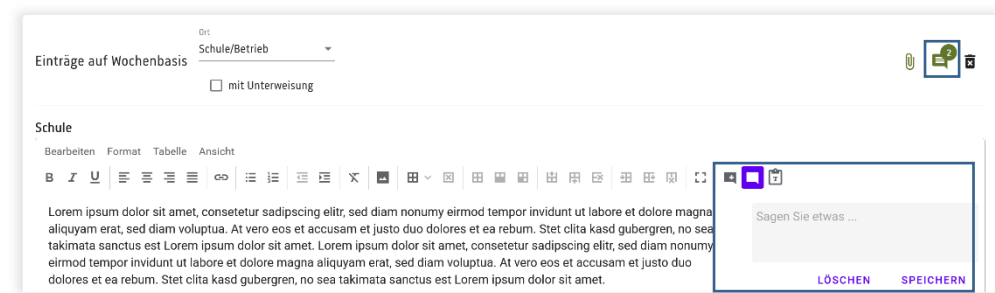 Ort
Einträge auf Wochenbasis Schule/Betrieb
2
mit Unterweisung
Schule
Bearbeiten Format Tabelle Ansicht
B I U
Lorem ipsum dolor sit amet, consetetur sadipscing elitr, sed diam nonumy eirmod tempor invidunt ut labore et dolore magna
aliquyam erat, sed diam voluptua. At vero eos et accusam et justo duo dolores et ea rebum. Stet clita kasd gubergren, no sea
takimata sanctus est Lorem ipsum dolor sit amet. Lorem ipsum dolor sit amet, consetetur sadipscing elitr, sed diam nonumy
eirmod tempor invidunt ut labore et dolore magna aliquyam erat, sed diam voluptua. At vero eos et accusam et justo duo
dolores et ea rebum. Stet clita kasd gubergren, no sea takimata sanctus est Lorem ipsum dolor sit amet.
Sagen Sie etwas ...
LÖSCHEN SPEICHERN